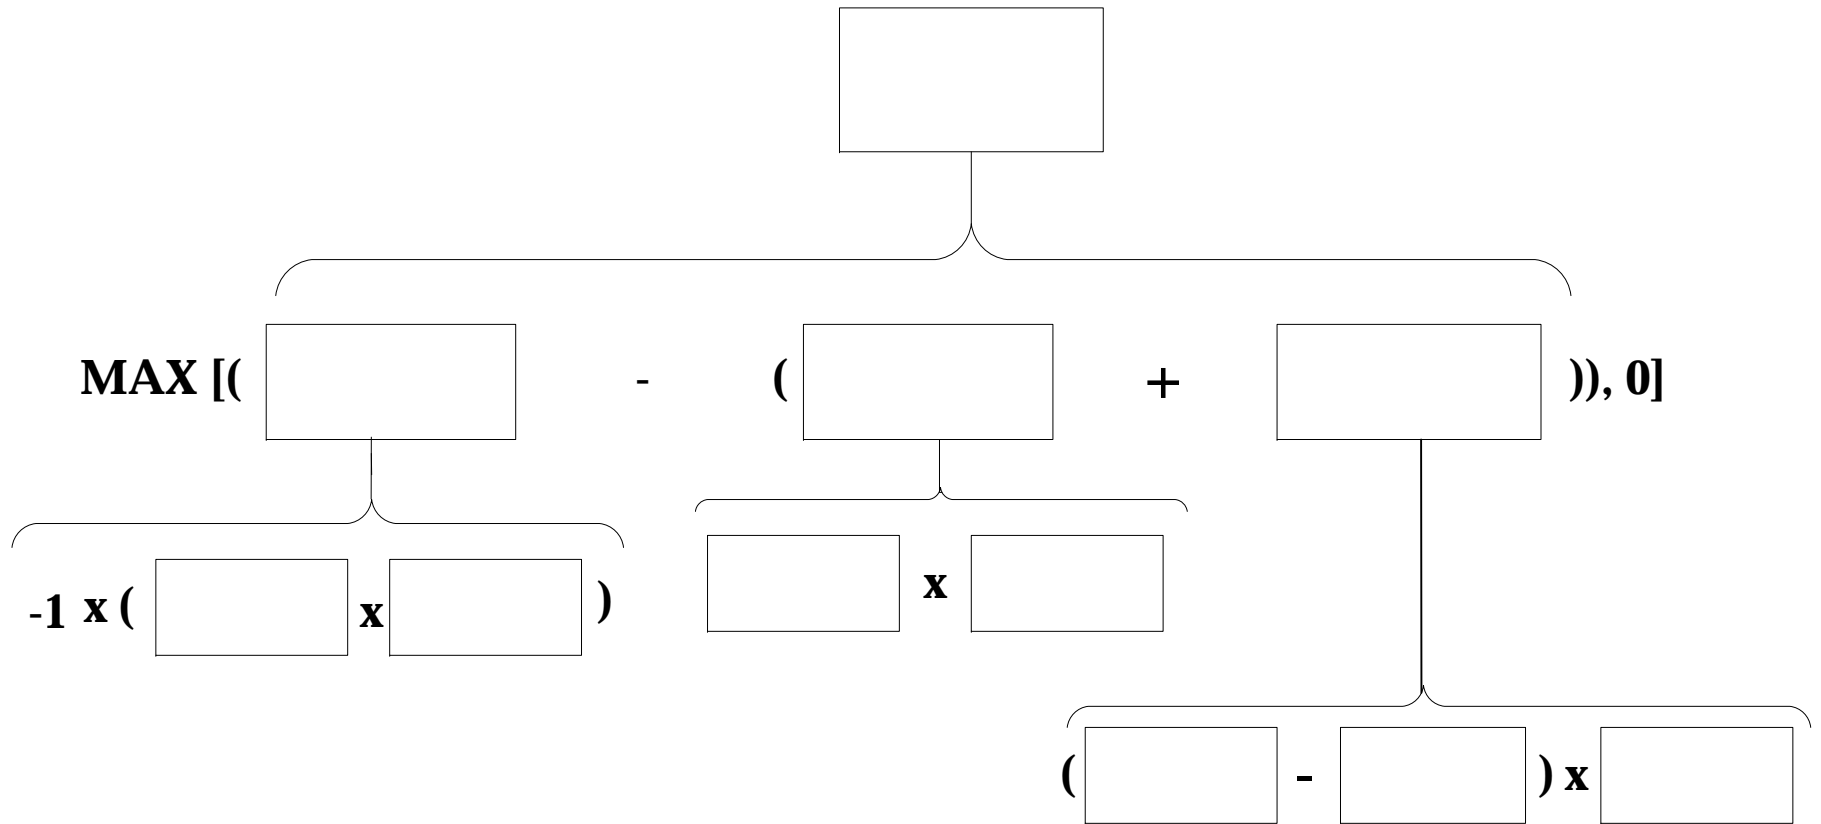 MAX [( - ( + )), 0]
-1 x ( x ) x
( - ) x